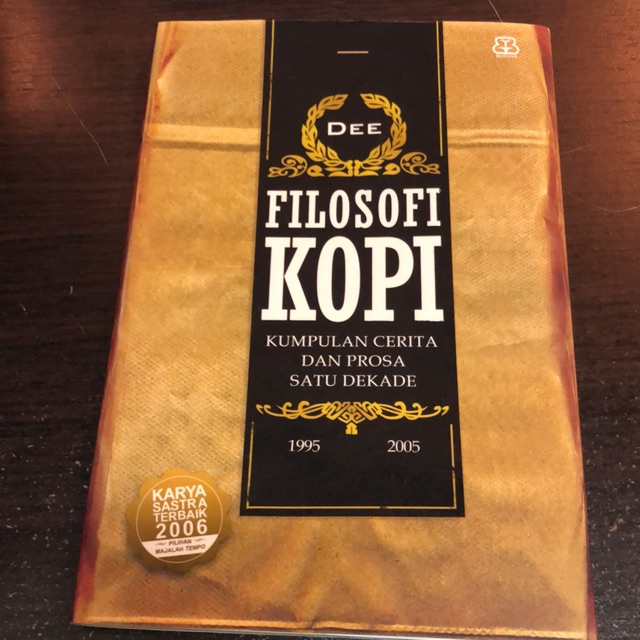 DEE
FILOSOFI
KOPI
KUMPULAN CERITA
DAN PROSA
SATU DEKADE
1995 2005
KARYA
SASTRA
TERBAIK
2006
PILIHAN
MAJALAH TEMPO